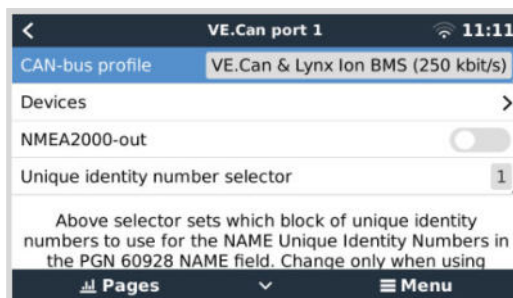 VE.Can port 1 11:11
CAN-bus profile VE.Can & Lynx Ion BMS (250 kbit/s)
Devices
NMEA2000-out
Unique identity number selector 1
Above selector sets which block of unique identity
numbers to use for the NAME Unique Identity Numbers in
the PGN 60928 NAME field. Change only when using
Pages Menu